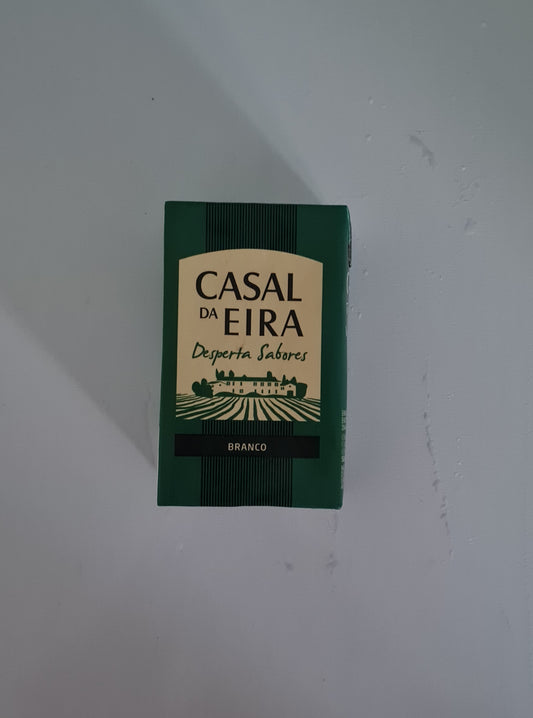 CASAL
DA EIRA
Desperta Sabores
BRANCO